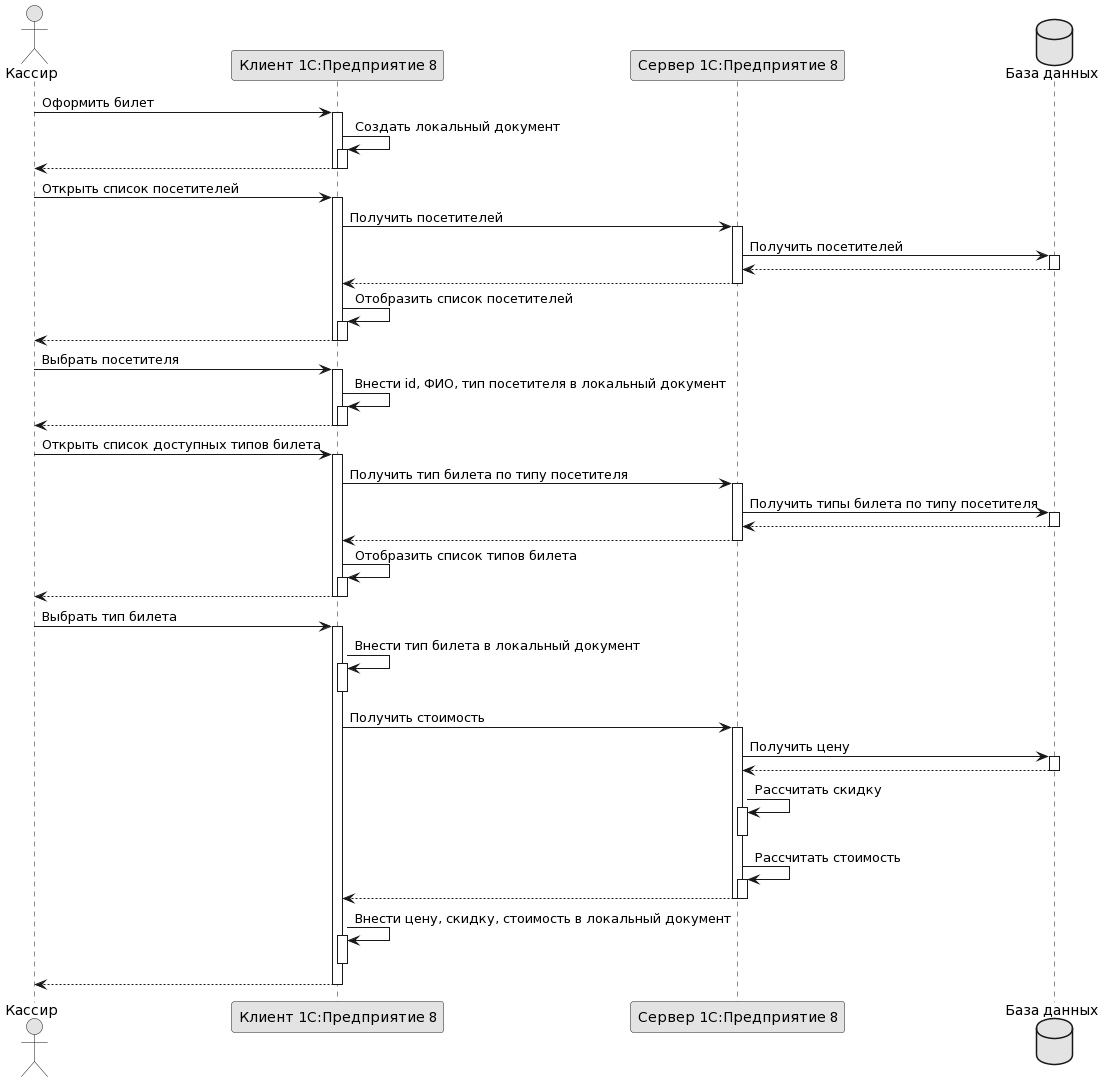 Кассир
Клиент 1С:Предприятие 8
Сервер 1С:Предприятие 8
База данных
Оформить билет
Создать локальный документ
Открыть список посетителей
Получить посетителей
Получить посетителей
Отобразить список посетителей
Выбрать посетителя
Внести id, ФИО, тип посетителя в локальный документ
Открыть список доступных типов билета
Получить тип билета по типу посетителя
Получить типы билета по типу посетителя
Отобразить список типов билета
Выбрать тип билета
Внести тип билета в локальный документ
Получить стоимость
Получить цену
Рассчитать скидку
Рассчитать стоимость
Внести цену, скидку, стоимость в локальный документ
Кассир
Клиент 1С:Предприятие 8
Сервер 1С:Предприятие 8
База данных